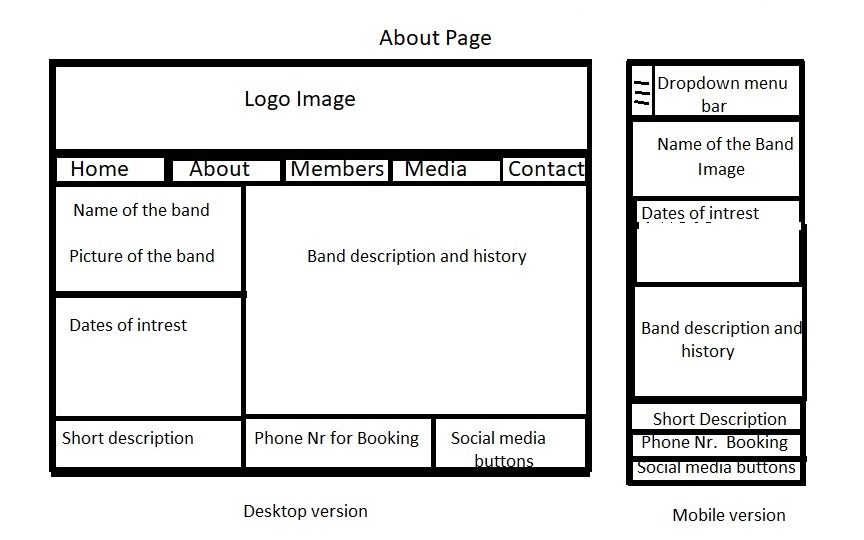 About Page
Logo Image
Home About Members Media Contact
Name of the band
Picture of the band
Band description and history
Dates of intrest
Short description
Phone Nr for Booking
Social media
buttons
Desktop version
Dropdown menu
bar
Name of the Band
Image
Dates of intrest
Band description and
history
Short Description
Phone Nr. Booking
Social media buttons
Mobile version